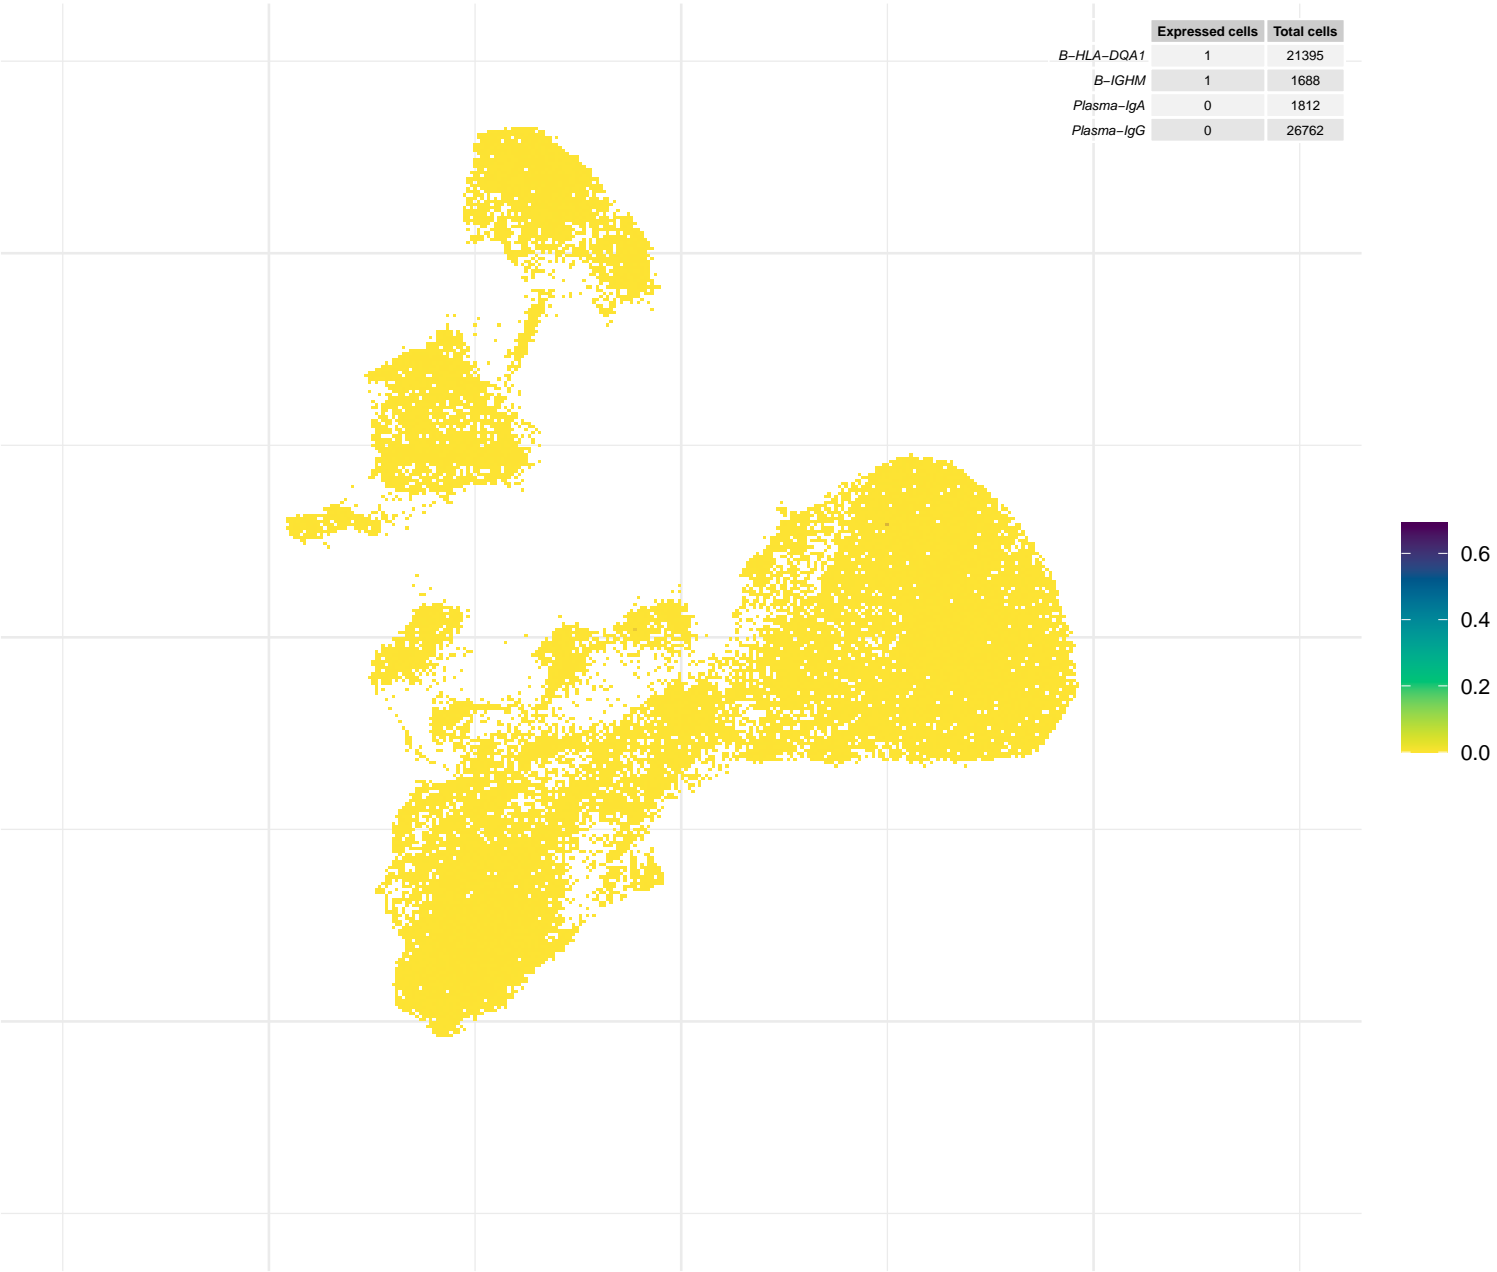 Expressed cells Total cells
B−HLA−DQA1 1 21395
B−IGHM 1 1688
Plasma−IgA 0 1812
Plasma−IgG 0 26762
0.6
0.4
0.2
0.0